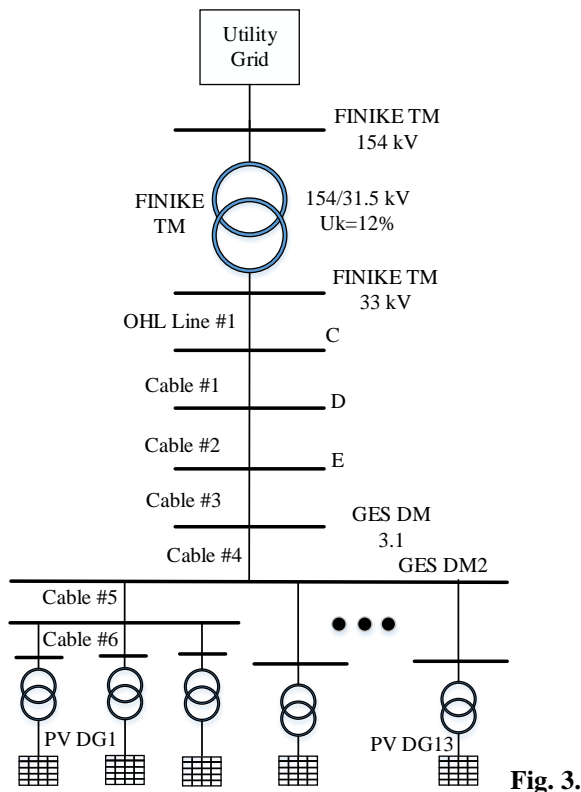 Utility
Grid
FINIKE TM
154 kV
FINIKE
TM
154/31.5 kV
Uk=12%
FINIKE TM
33 kV
OHL Line #1
C
Cable #1
D
Cable #2
E
Cable #3
GES DM
3.1
Cable #4
GES DM2
Cable #5
Cable #6
PV DG1
PV DG13
Fig. 3.